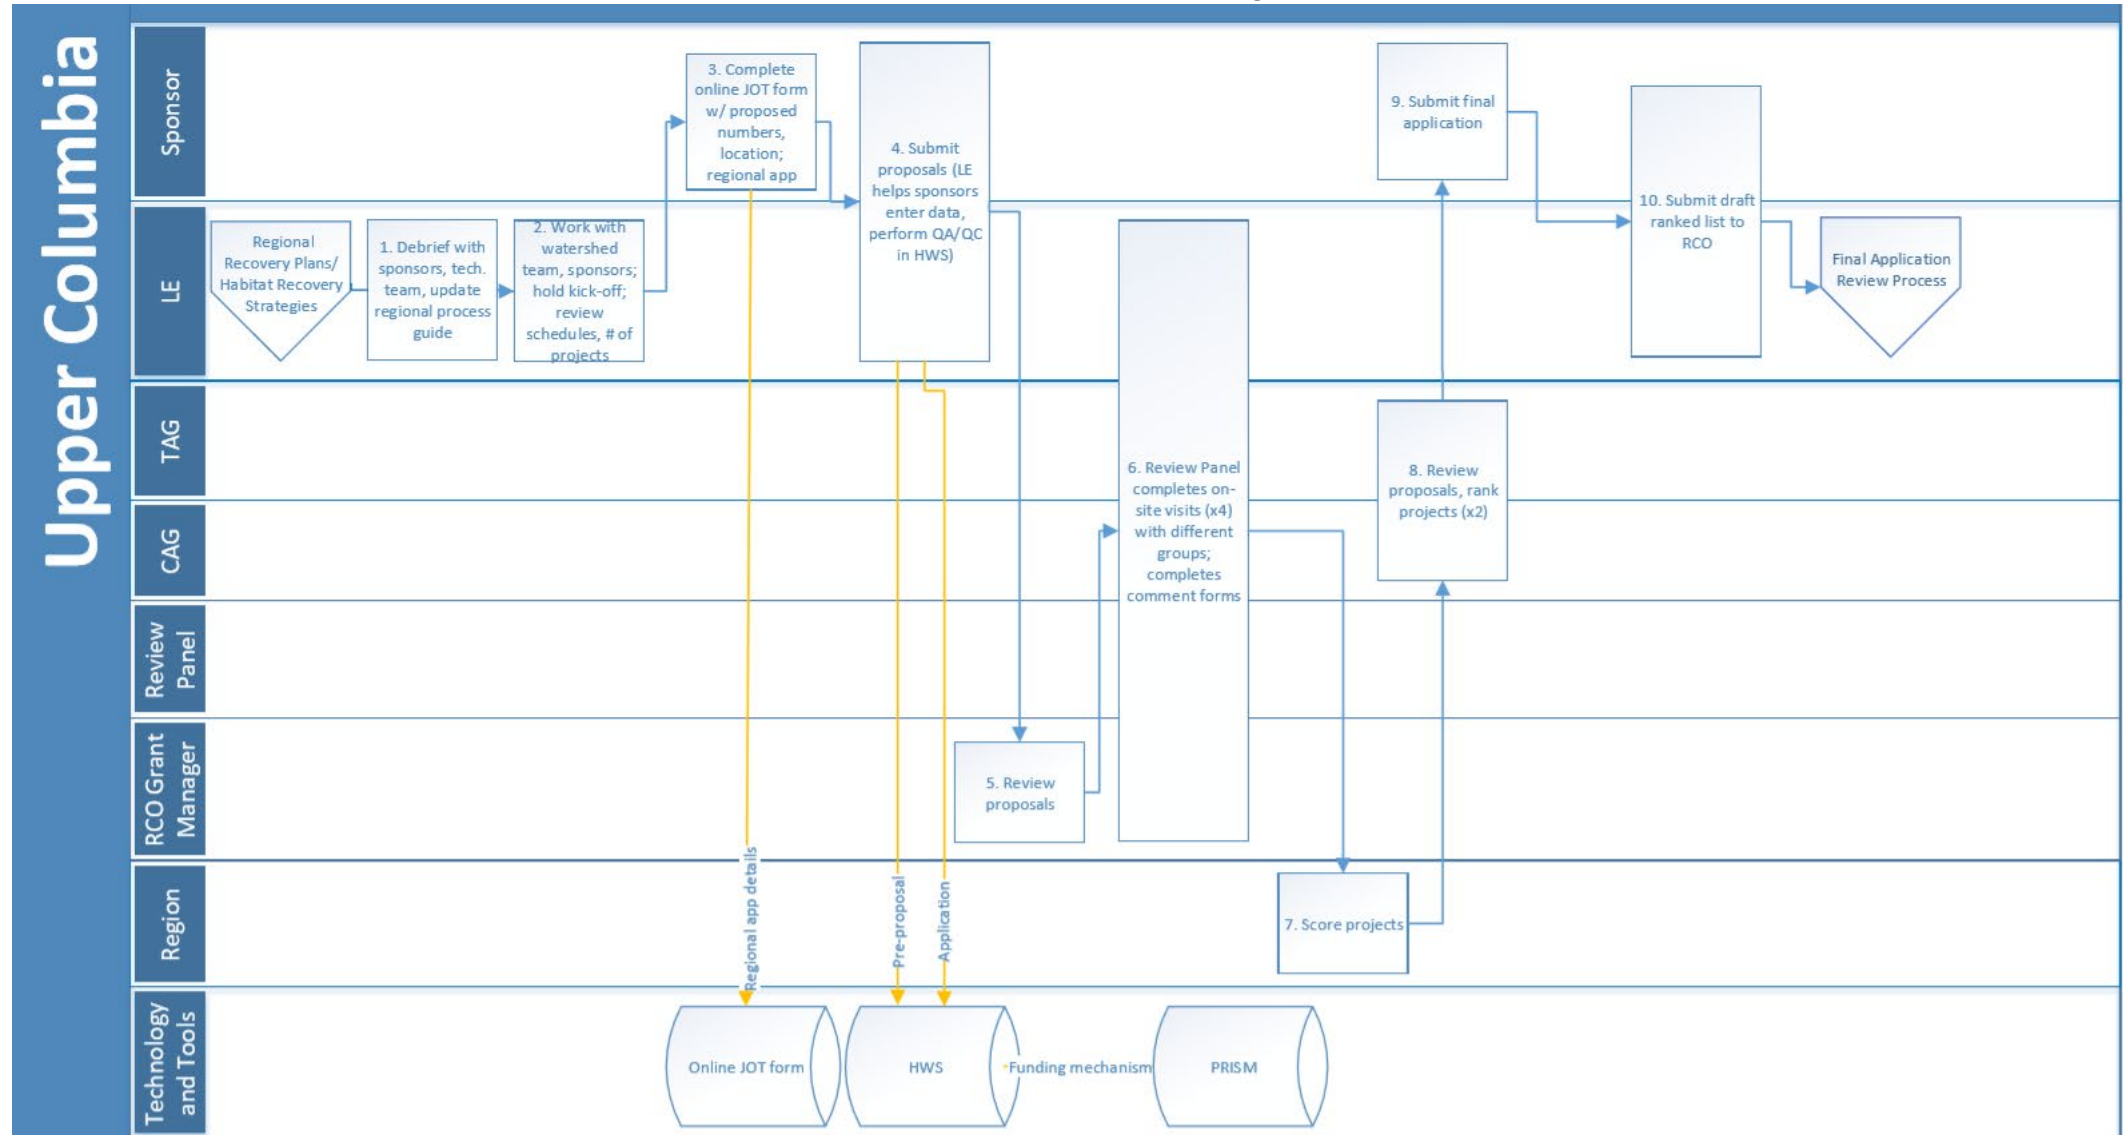 Upper Columbia
Sponsor
3. Complete
online JOT form
w/ proposed
numbers,
location;
regional app
4. Submit
proposals (LE
helps sponsors
enter data,
perform QA/QC
in HWS)
9. Submit final
application
10. Submit draft
ranked list to
RCO
LE
Regional
Recovery Plans/
Habitat Recovery
Strategies
1. Debrief with
sponsors, tech.
team, update
regional process
guide
2. Work with
watershed
team, sponsors;
hold kick-off;
review
schedules, # of
projects
Final Application
Review Process
TAG
6. Review Panel
completes on-
site visits (x4)
with different
groups;
completes
comment forms
8. Review
proposals, rank
projects (x2)
CAG
Review
Panel
RCO Grant
Manager
5. Review
proposals
Region
Regional app details
Pre-proposal
Application
7. Score projects
Technology
and Tools
Online JOT form
HWS
Funding mechanism
PRISM